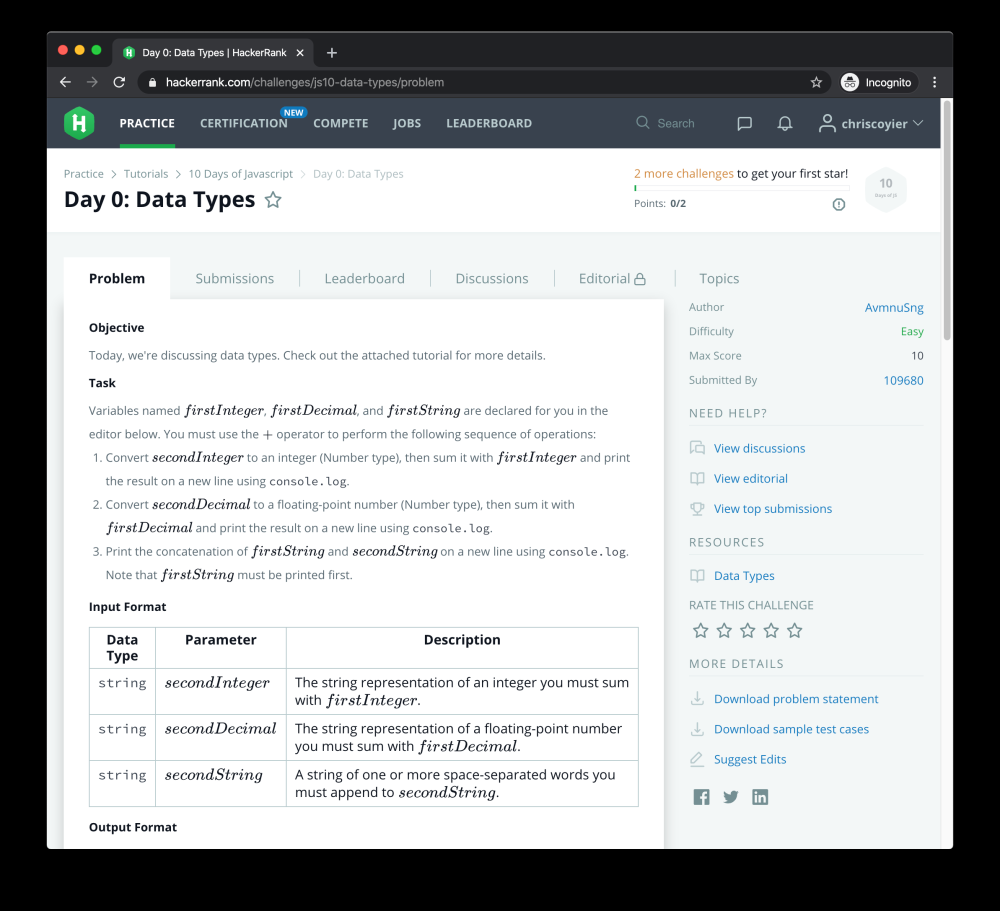 Day 0: Data Types | HackerRank
hackerrank.com/challenges/js10-data-types/problem
Incognito
H
PRACTICE
CERTIFICATION
NEW
COMPETE
JOBS
LEADERBOARD
Search
chriscoyier
Practice > Tutorials > 10 Days of Javascript > Day 0: Data Types
Day 0: Data Types
2 more challenges to get your first star!
Points: 0/2
10
Days of JS
Problem
Submissions
Leaderboard
Discussions
Editorial
Topics
Objective
Today, we're discussing data types. Check out the attached tutorial for more details.
Task
Variables named firstInteger, firstDecimal, and firstString are declared for you in the
editor below. You must use the + operator to perform the following sequence of operations:
1. Convert secondInteger to an integer (Number type), then sum it with firstInteger and print
the result on a new line using console.log.
2. Convert secondDecimal to a floating-point number (Number type), then sum it with
firstDecimal and print the result on a new line using console.log.
3. Print the concatenation of firstString and secondString on a new line using console.log.
Note that firstString must be printed first.
Input Format
Data
Type
Parameter
Description
string
secondInteger
The string representation of an integer you must sum
with firstInteger.
string
secondDecimal
The string representation of a floating-point number
you must sum with firstDecimal.
string
secondString
A string of one or more space-separated words you
must append to secondString.
Output Format
Author
AvmnuSng
Difficulty
Easy
Max Score
10
Submitted By
109680
NEED HELP?
View discussions
View editorial
View top submissions
RESOURCES
Data Types
RATE THIS CHALLENGE
MORE DETAILS
Download problem statement
Download sample test cases
Suggest Edits